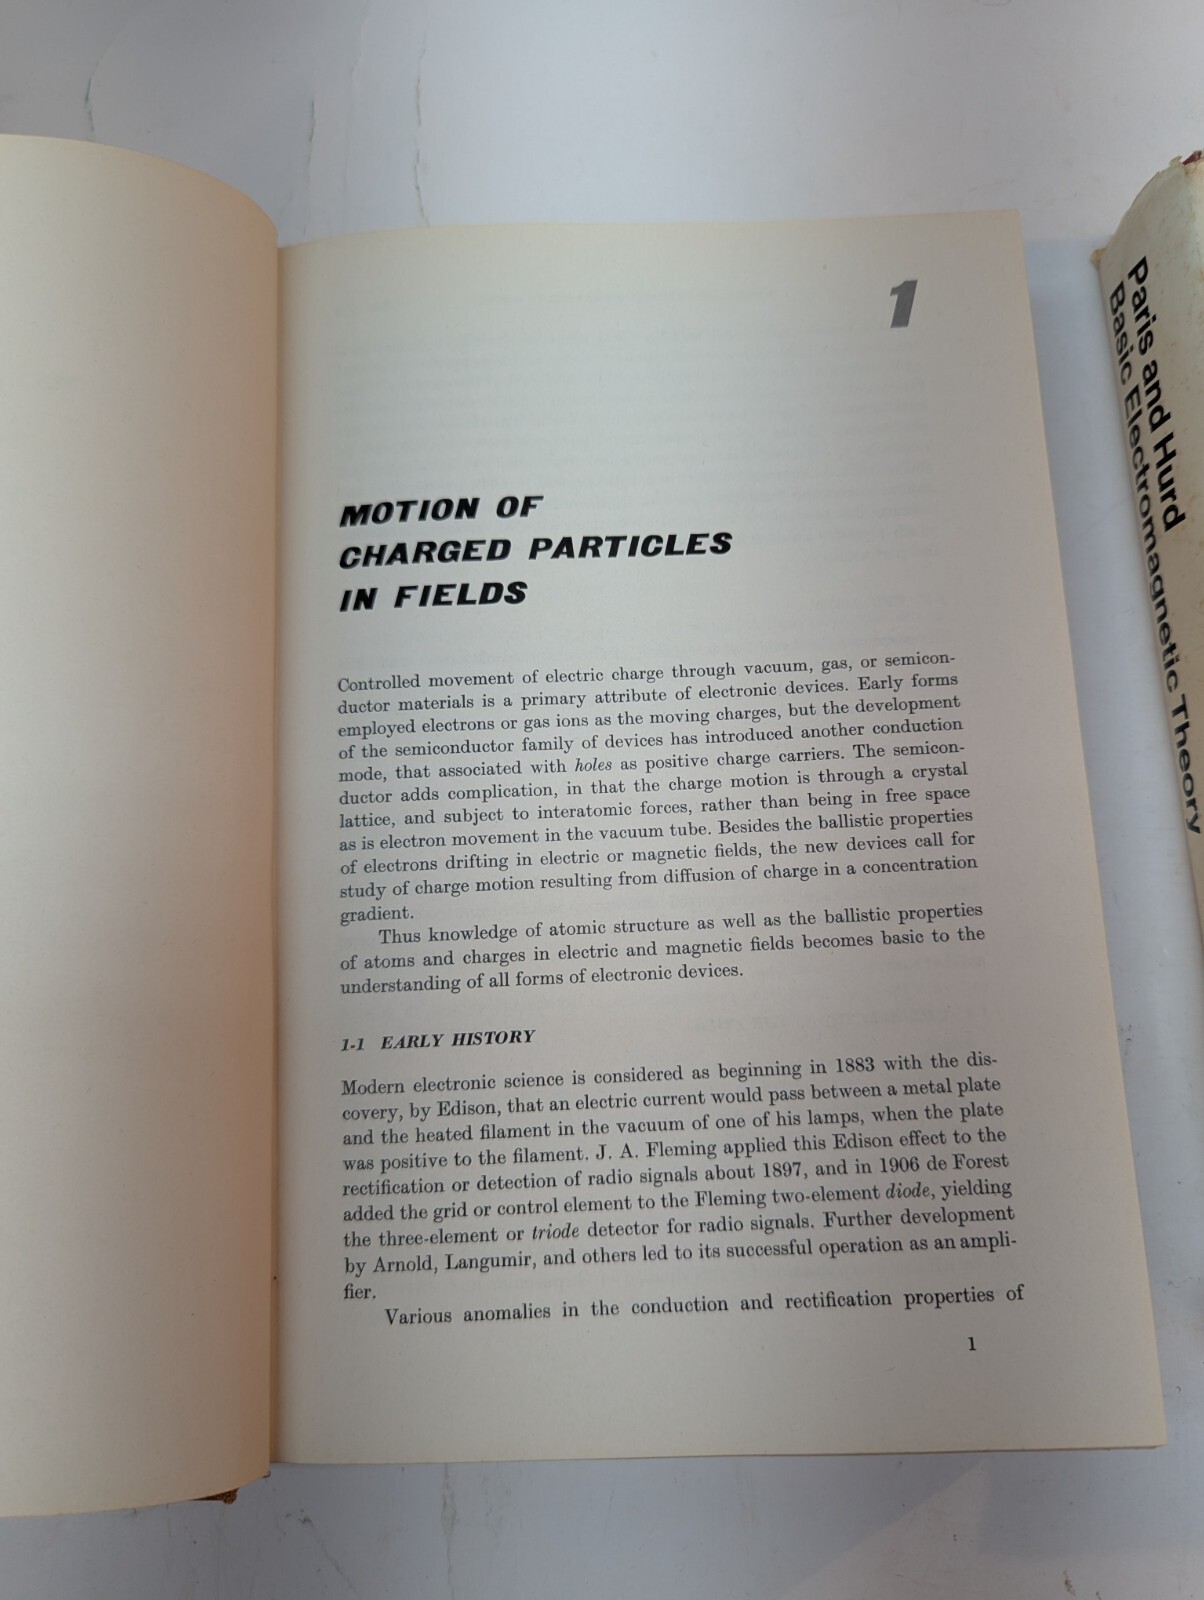 1
MOTION OF
CHARGED PARTICLES
IN FIELDS
Controlled movement of electric charge through vacuum, gas, or semicon-
ductor materials is a primary attribute of electronic devices. Early forms
employed electrons or gas ions as the moving charges, but the development
of the semiconductor family of devices has introduced another conduction
mode, that associated with holes as positive charge carriers. The semicon-
ductor adds complication, in that the charge motion is through a crystal
lattice, and subject to interatomic forces, rather than being in free space
as is electron movement in the vacuum tube. Besides the ballistic properties
of electrons drifting in electric or magnetic fields, the new devices call for
study of charge motion resulting from diffusion of charge in a concentration
gradient.
Thus knowledge of atomic structure as well as the ballistic properties
of atoms and charges in electric and magnetic fields becomes basic to the
understanding of all forms of electronic devices.
1-1 EARLY HISTORY
Modern electronic science is considered as beginning in 1883 with the dis-
covery, by Edison, that an electric current would pass between a metal plate
and the heated filament in the vacuum of one of his lamps, when the plate
was positive to the filament. J. A. Fleming applied this Edison effect to the
rectification or detection of radio signals about 1897, and in 1906 de Forest
added the grid or control element to the Fleming two-element diode, yielding
the three-element or triode detector for radio signals. Further development
by Arnold, Langumir, and others led to its successful operation as an ampli-
fier.
Various anomalies in the conduction and rectification properties of
1
Paris and Hurd
Basic Electromagnetic Theory